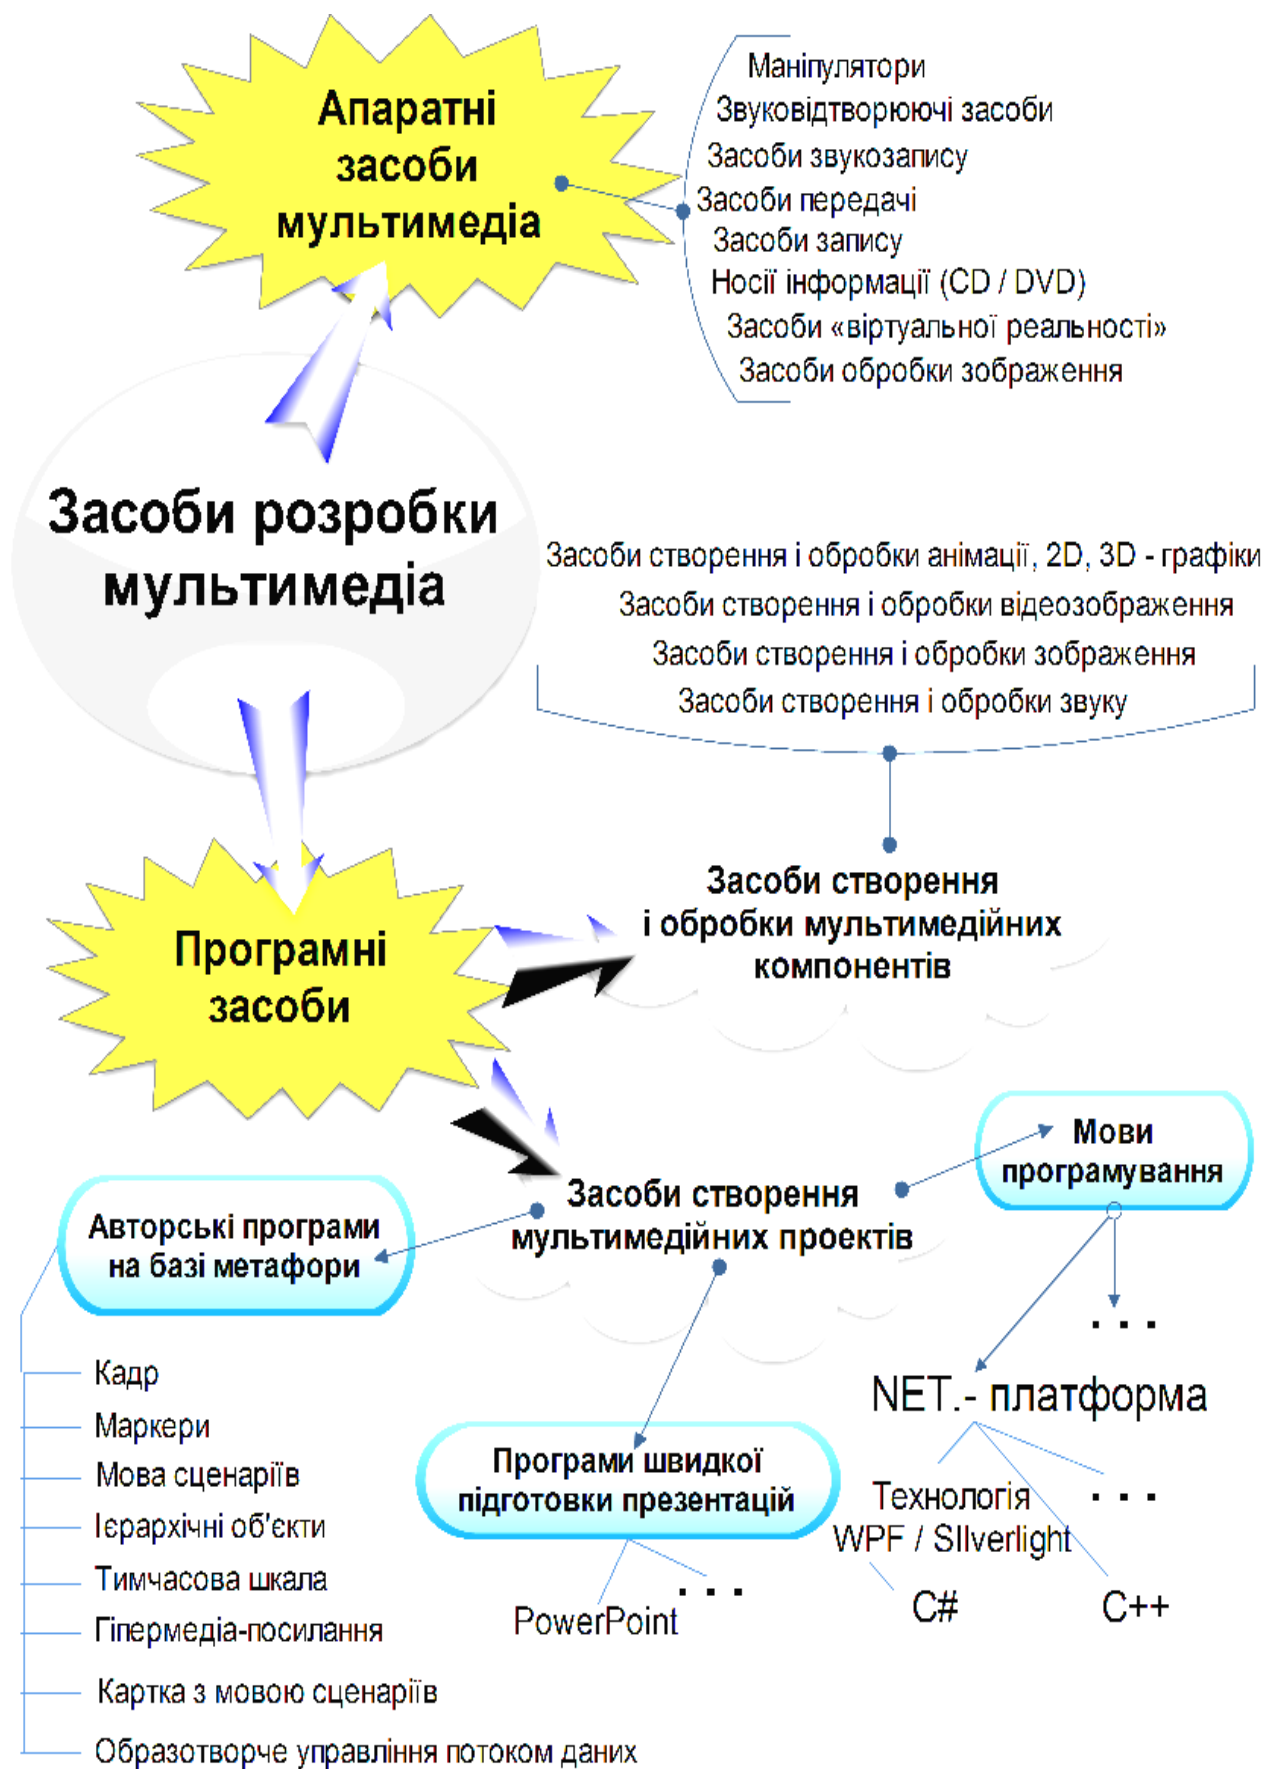 Апаратні
засоби
мультимедіа
Маніпулятори
Звуковідтворюючі засоби
Засоби звукозапису
Засоби передачі
Засоби запису
Носії інформації (CD / DVD)
Засоби «віртуальної реальності»
Засоби обробки зображення
Засоби розробки
мультимедіа
Засоби створення і обробки анімації, 2D, 3D - графіки
Засоби створення і обробки відеозображення
Засоби створення і обробки зображення
Засоби створення і обробки звуку
Засоби створення
і обробки мультимедійних
компонентів
Програмні
засоби
Мови
програмування
Засоби створення
мультимедійних проектів
Авторські програми
на базі метафори
. . .
NET.- платформа
Кадр
Маркери
Мова сценаріїв
Ієрархічні об'єкти
Тимчасова шкала
Гіпермедіа-посилання
Картка з мовою сценаріїв
Образотворче управління потоком даних
Програми швидкої
підготовки презентацій
PowerPoint
. . .
Технологія
WPF / SIlverlight
. . .
C#
C++